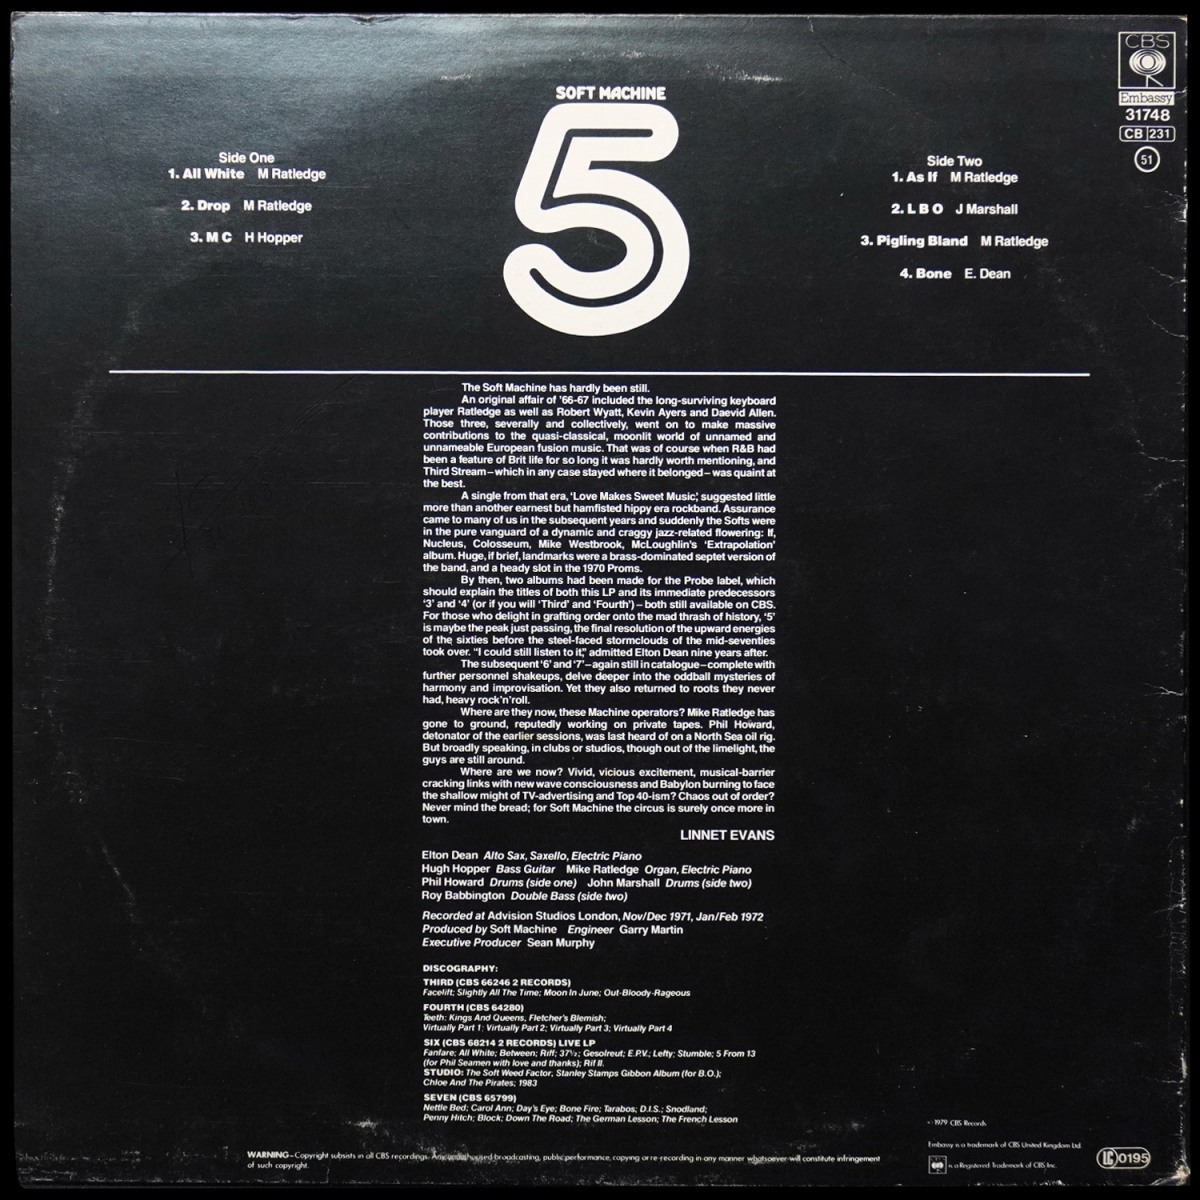 SOFT MACHINE
5
CBS
Embassy
31748
CB 231
51
Side One
1. All White M Ratledge
2. Drop M Ratledge
3. M C H Hopper
Side Two
1. As If M Ratledge
2. L B O J Marshall
3. Pigling Bland M Ratledge
4. Bone E. Dean
The Soft Machine has hardly been still.
An original affair of '66-67 included the long-surviving keyboard
player Ratledge as well as Robert Wyatt, Kevin Ayers and Daevid Allen.
Those three, severally and collectively, went on to make massive
contributions to the quasi-classical, moonlit world of unnamed and
unnameable European fusion music. That was of course when R&B had
been a feature of Brit life for so long it was hardly worth mentioning, and
Third Stream–which in any case stayed where it belonged–was quaint at
the best.
A single from that era, 'Love Makes Sweet Music', suggested little
more than another earnest but hamfisted hippy era rockband. Assurance
came to many of us in the subsequent years and suddenly the Softs were
in the pure vanguard of a dynamic and craggy jazz-related flowering: If,
Nucleus, Colosseum, Mike Westbrook, McLoughlin's 'Extrapolation'
album. Huge, if brief, landmarks were a brass-dominated septet version of
the band, and a heady slot in the 1970 Proms.
By then, two albums had been made for the Probe label, which
should explain the titles of both this LP and its immediate predecessors
'3' and '4' (or if you will 'Third' and 'Fourth')–both still available on CBS.
For those who delight in grafting order onto the mad thrash of history, '5'
is maybe the peak just passing, the final resolution of the upward energies
of the sixties before the steel-faced stormclouds of the mid-seventies
took over. "I could still listen to it," admitted Elton Dean nine years after.
The subsequent '6' and '7'–again still in catalogue–complete with
further personnel shakeups, delve deeper into the oddball mysteries of
harmony and improvisation. Yet they also returned to roots they never
had, heavy rock'n'roll.
Where are they now, these Machine operators? Mike Ratledge has
gone to ground, reputedly working on private tapes. Phil Howard,
detonator of the earlier sessions, was last heard of on a North Sea oil rig.
But broadly speaking, in clubs or studios, though out of the limelight, the
guys are still around.
Where are we now? Vivid, vicious excitement, musical-barrier
cracking links with new wave consciousness and Babylon burning to face
the shallow might of TV-advertising and Top 40-ism? Chaos out of order?
Never mind the bread; for Soft Machine the circus is surely once more in
town.
LINNET EVANS
Elton Dean Alto Sax, Saxello, Electric Piano
Hugh Hopper Bass Guitar Mike Ratledge Organ, Electric Piano
Phil Howard Drums (side one) John Marshall Drums (side two)
Roy Babbington Double Bass (side two)
Recorded at Advision Studios London, Nov/Dec 1971, Jan/Feb 1972
Produced by Soft Machine Engineer Garry Martin
Executive Producer Sean Murphy
DISCOGRAPHY:
THIRD (CBS 66246 2 RECORDS)
Facelift; Slightly All The Time; Moon In June; Out-Bloody-Rageous
FOURTH (CBS 64280)
Teeth: Kings And Queens, Fletcher's Blemish;
Virtually Part 1; Virtually Part 2; Virtually Part 3; Virtually Part 4
SIX (CBS 68214 2 RECORDS) LIVE LP
Fanfare; All White; Between; Riff; 37½; Gesolreut; E.P.V.; Lefty; Stumble; 5 From 13
(for Phil Seamen with love and thanks); Rif II.
STUDIO: The Soft Weed Factor, Stanley Stamps Gibbon Album (for B.O.);
Chloe And The Pirates; 1983
SEVEN (CBS 65799)
Nettle Bed; Carol Ann; Day's Eye; Bone Fire; Tarabos; D.I.S.; Snodland;
Penny Hitch; Block; Down The Road; The German Lesson; The French Lesson
1979 CBS Records
Embassy is a trademark of CBS United Kingdom Ltd.
is a Registered Trademark of CBS Inc.
LC 0195
WARNING–Copyright subsists in all CBS recordings. Any unauthorised broadcasting, public performance, copying or re-recording in any manner whatsoever will constitute infringement
of such copyright.